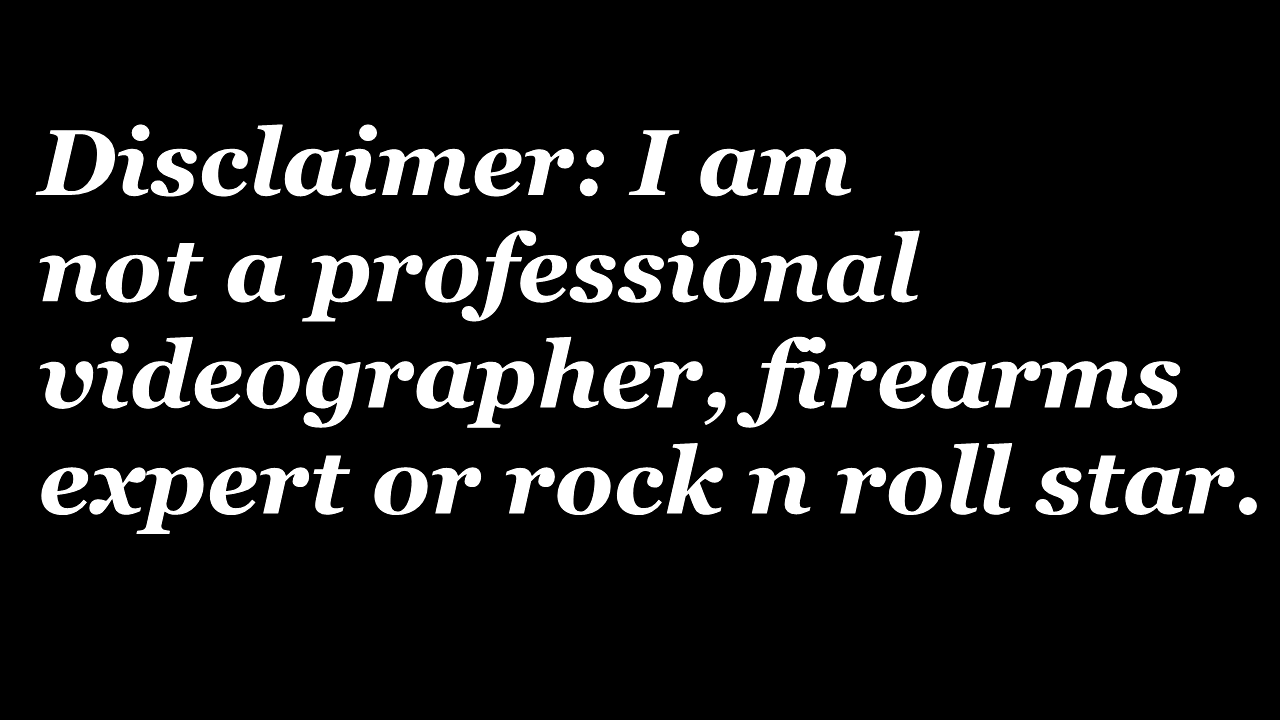 Disclaimer: I am
not a professional
videographer, firearms
expert or rock n roll star.